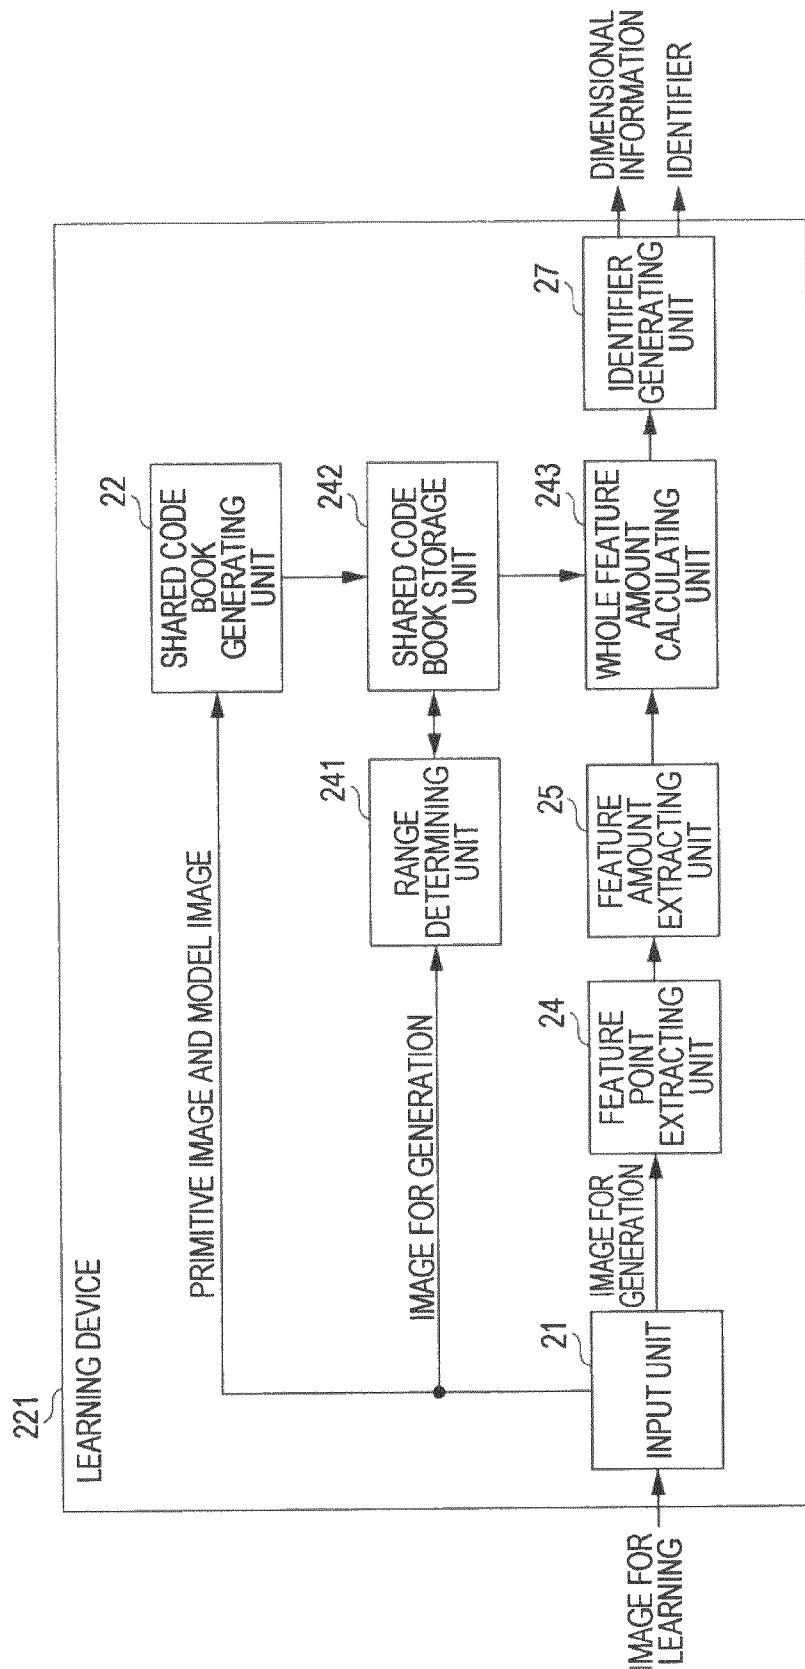 221
LEARNING DEVICE
PRIMITIVE IMAGE AND MODEL IMAGE
22
SHARED CODE
BOOK
GENERATING
UNIT
IMAGE FOR GENERATION
241
RANGE
DETERMINING
UNIT
242
SHARED CODE
BOOK STORAGE
UNIT
IMAGE FOR
LEARNING
21
INPUT UNIT
IMAGE FOR
GENERATION
24
FEATURE
POINT
EXTRACTING
UNIT
25
FEATURE
AMOUNT
EXTRACTING
UNIT
243
WHOLE FEATURE
AMOUNT
CALCULATING
UNIT
27
IDENTIFIER
GENERATING
UNIT
DIMENSIONAL
INFORMATION
IDENTIFIER